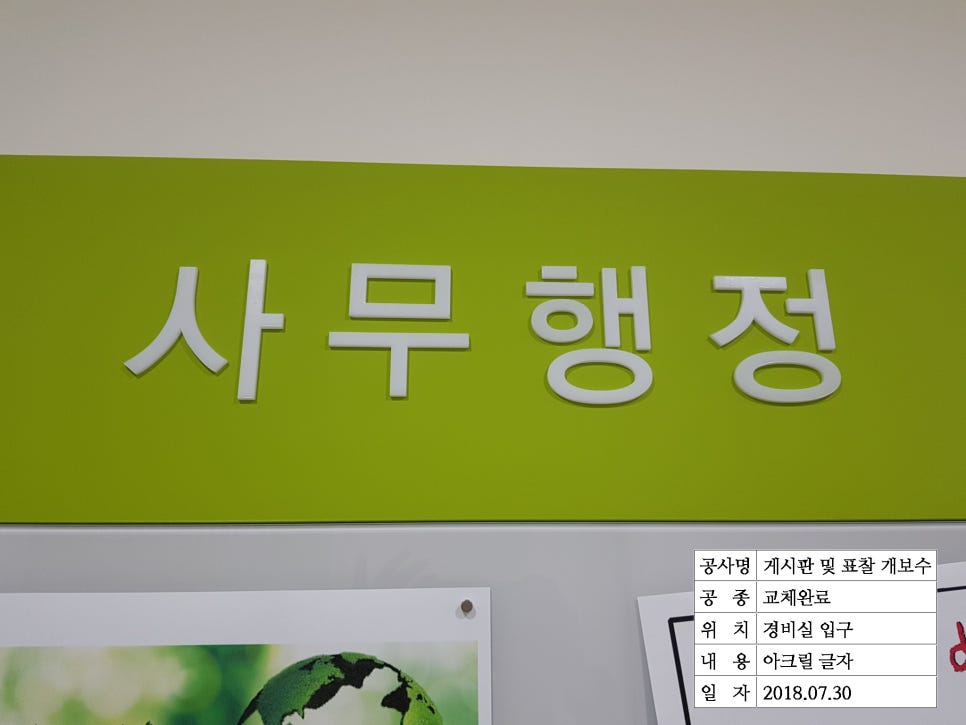 사무행정
공사명 게시판 및 표찰 개보수
공 종 교체완료
위 치 경비실 입구
내 용 아크릴 글자
일 자 2018.07.30